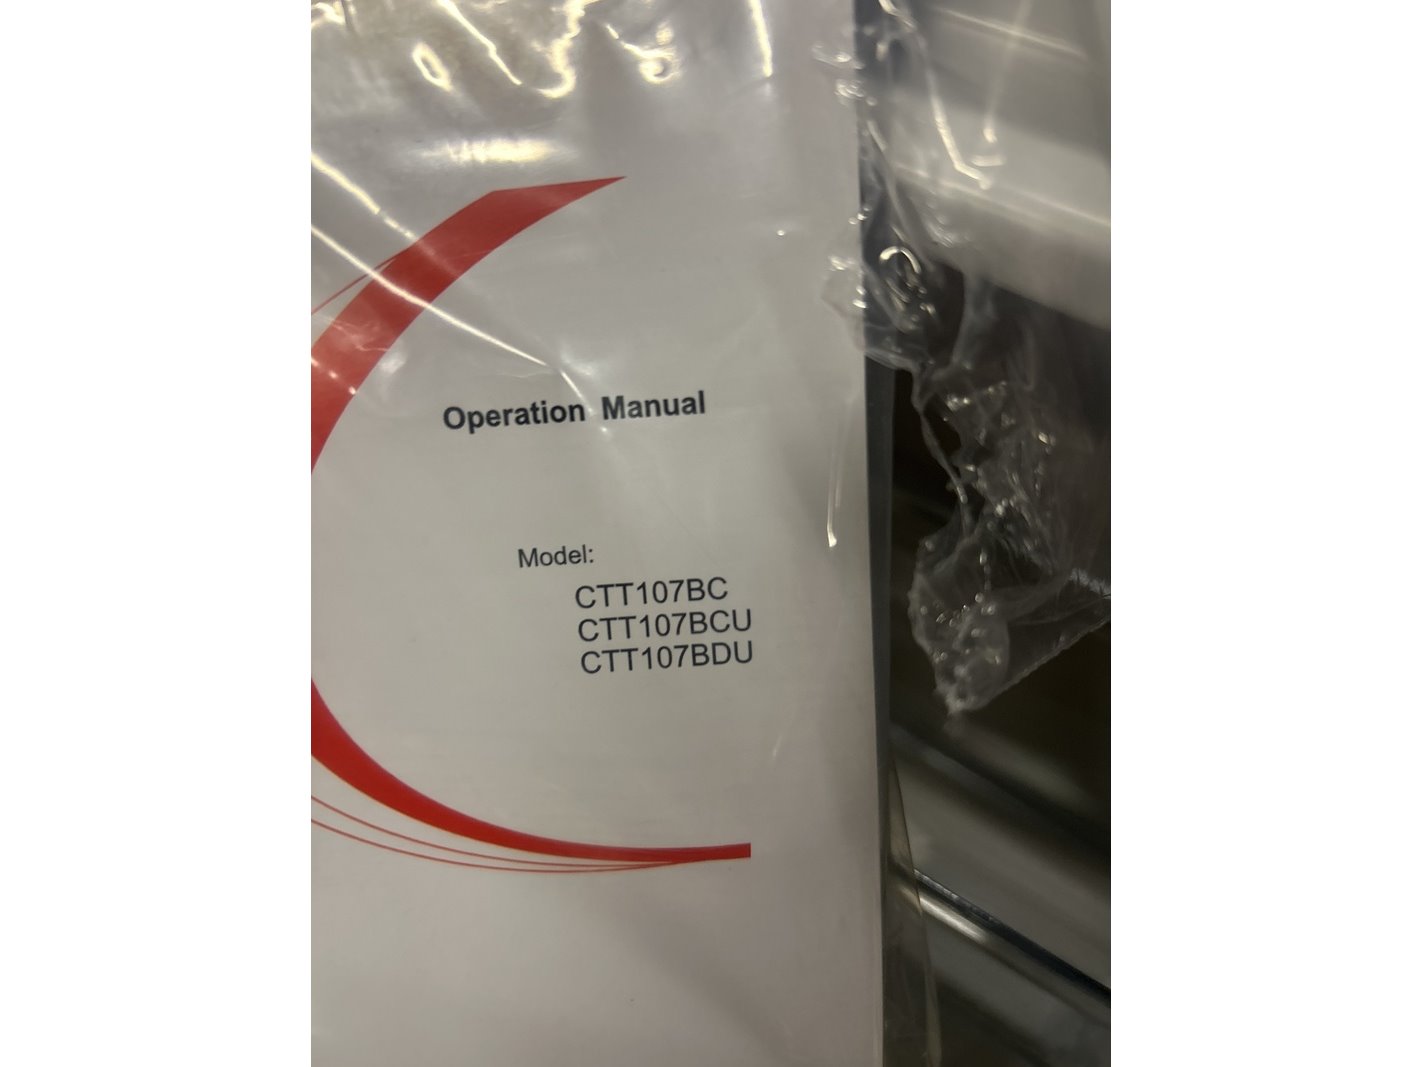 Operation Manual
Model:
CTT107BC
CTT107BCU
CTT107BDU